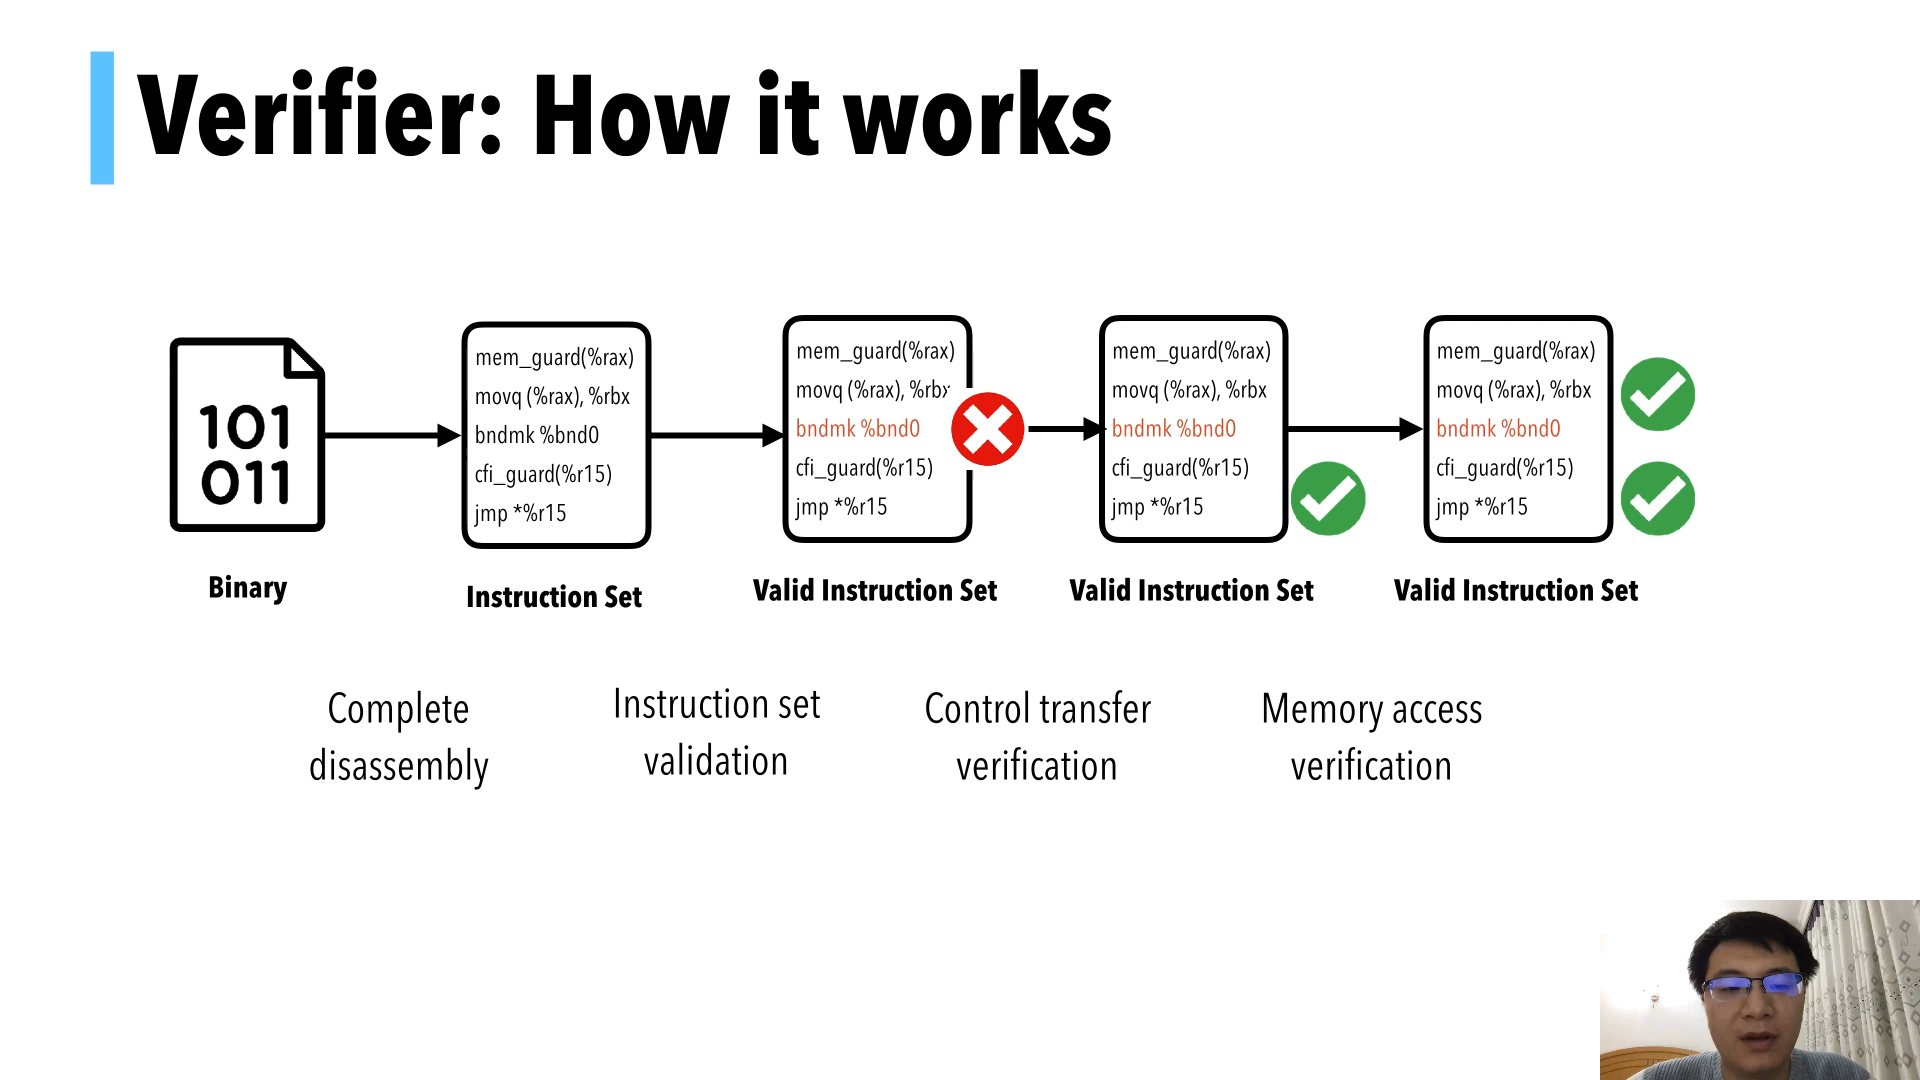 Verifier: How it works
101
011
Binary
mem_guard(%rax)
movq (%rax), %rbx
bndmk %bnd0
cfi_guard(%r15)
jmp *%r15
Instruction Set
mem_guard(%rax)
movq (%rax), %rbx
bndmk %bnd0
cfi_guard(%r15)
jmp *%r15
Valid Instruction Set
mem_guard(%rax)
movq (%rax), %rbx
bndmk %bnd0
cfi_guard(%r15)
jmp *%r15
Valid Instruction Set
mem_guard(%rax)
movq (%rax), %rbx
bndmk %bnd0
cfi_guard(%r15)
jmp *%r15
Valid Instruction Set
Complete
disassembly
Instruction set
validation
Control transfer
verification
Memory access
verification